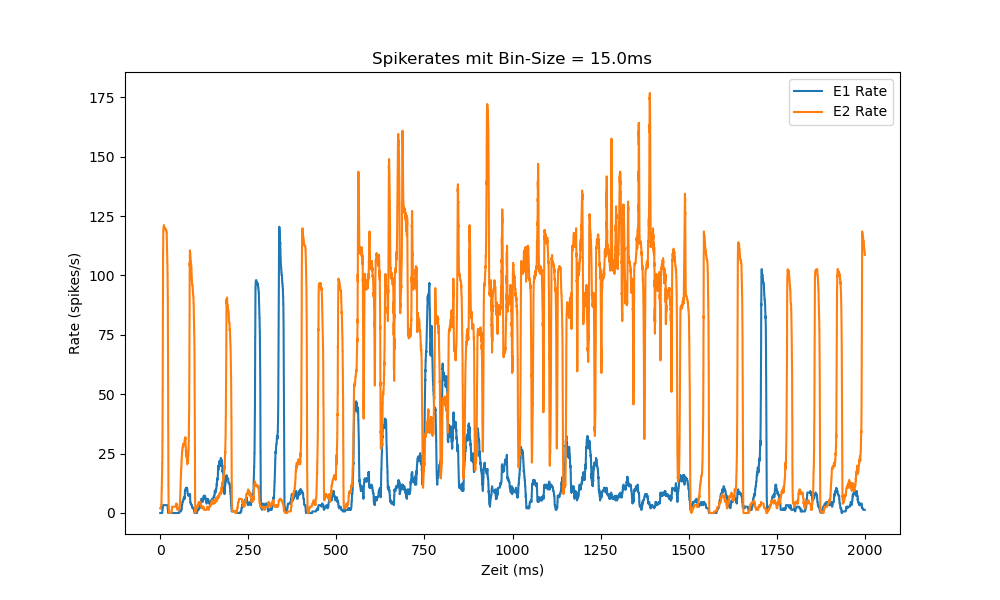 Spikerates mit Bin-Size = 15.0ms
E1 Rate
E2 Rate
175
150
125
100
75
50
25
0
Rate (spikes/s)
0 250 500 750 1000 1250 1500 1750 2000
Zeit (ms)